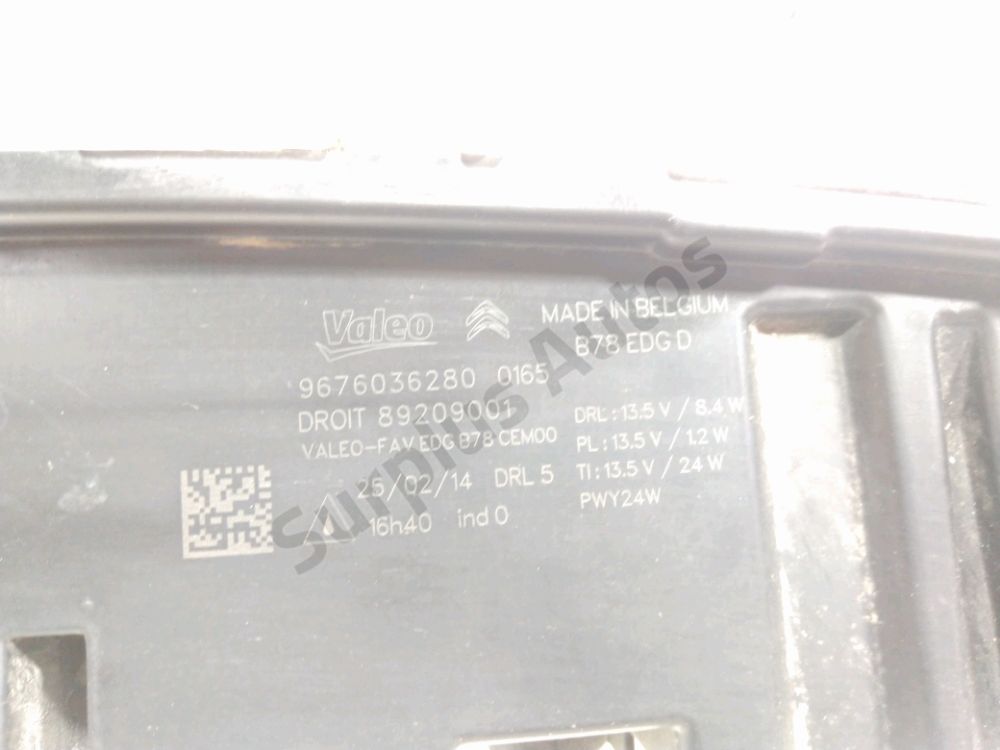 Valeo
MADE IN BELGIUM
B78 EDG D
9676036280 0165
DROIT 89209001
VALEO-FAV EDG B78 CEM00
25/02/14 DRL 5
16h40 ind 0
DRL : 13.5 V / 8.4 W
PL : 13.5 V / 1.2 W
TI : 13.5 V / 24 W
PWY24W
Surplus Autos